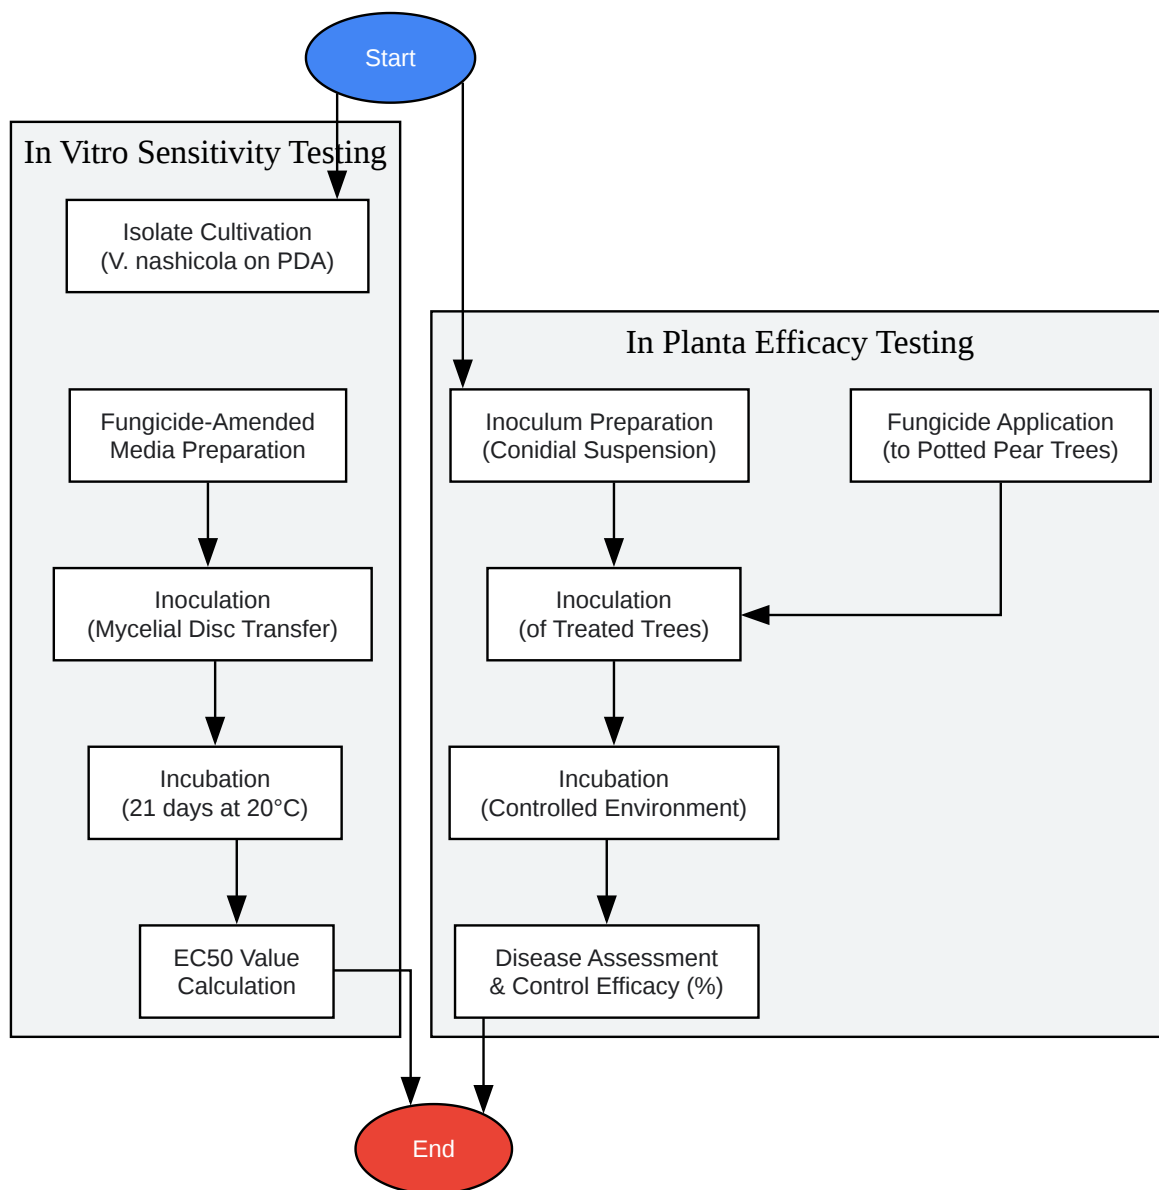 Start
In Vitro Sensitivity Testing
Isolate Cultivation
(V. nashicola on PDA)
Fungicide-Amended
Media Preparation
Inoculation
(Mycelial Disc Transfer)
Incubation
(21 days at 20°C)
EC50 Value
Calculation
In Planta Efficacy Testing
Inoculum Preparation
(Conidial Suspension)
Fungicide Application
(to Potted Pear Trees)
Inoculation
(of Treated Trees)
Incubation
(Controlled Environment)
Disease Assessment
& Control Efficacy (%)
End